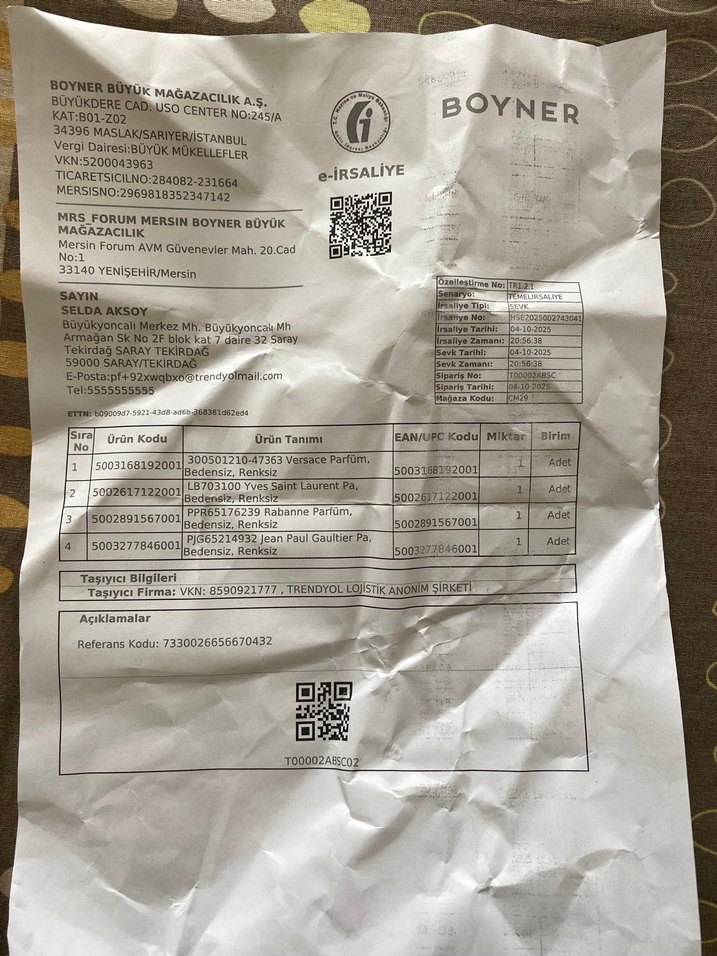 BOYNER BÜYÜK MAĞAZACILIK A.Ş.
BÜYÜKDERE CAD. USO CENTER NO:245/A
KAT:B01-Z02
34396 MASLAK/SARIYER/İSTANBUL
Vergi Dairesi:BÜYÜK MÜKELLEFLER
VKN:5200043963
TICARETSICILNO:284082-231664
MERSISNO:2969818352347142
MRS_FORUM MERSIN BOYNER BÜYÜK
MAĞAZACILIK
Mersin Forum AVM Güvenevler Mah. 20.Cad
No:1
33140 YENİŞEHİR/Mersin
e-İRSALİYE
BOYNER
SAYIN
SELDA AKSOY
Büyükyoncalı Merkez Mh. Büyükyoncalı Mh
Armağan Sk No 2F blok kat 7 daire 32 Saray
Tekirdağ SARAY TEKİRDAĞ
59000 SARAY/TEKİRDAĞ
E-Posta:pf+92xwqbxo@trendyolmail.com
Tel:5555555555
Özelleştirme No: TR1.2.1
Senaryo: TEMELIRSALIYE
İrsaliye Tipi: SEVK
İrsaliye No: HSE2025002743041
İrsaliye Tarihi: 04-10-2025
İrsaliye Zamanı: 20:56:38
Sevk Tarihi: 04-10-2025
Sevk Zamanı: 20:56:38
Sipariş No: T00002ABSC
Sipariş Tarihi: 04-10-2025
Mağaza Kodu: CM29
ETTN: b09009d7-5921-43d8-ad6b-368381d62ed4
Sıra No Ürün Kodu Ürün Tanımı EAN/UPC Kodu Miktar Birim
1 5003168192001 300501210-47363 Versace Parfüm, Bedensiz, Renksiz 5003168192001 1 Adet
2 5002617122001 LB703100 Yves Saint Laurent Pa, Bedensiz, Renksiz 5002617122001 1 Adet
3 5002891567001 PPR65176239 Rabanne Parfüm, Bedensiz, Renksiz 5002891567001 1 Adet
4 5003277846001 PJG65214932 Jean Paul Gaultier Pa, Bedensiz, Renksiz 5003277846001 1 Adet
Taşıyıcı Bilgileri
Taşıyıcı Firma: VKN: 8590921777 , TRENDYOL LOJİSTİK ANONİM ŞİRKETİ
Açıklamalar
Referans Kodu: 7330026656670432
T00002ABSC02